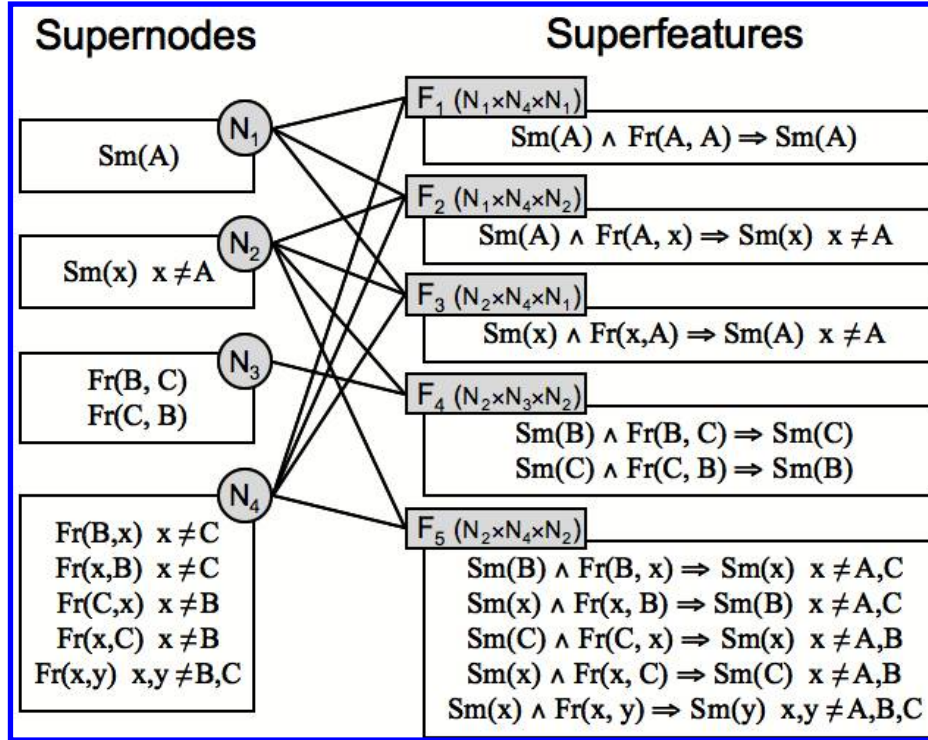 Supernodes
N1
Sm(A)
N2
Sm(x) x ≠ A
N3
Fr(B, C)
Fr(C, B)
N4
Fr(B,x) x ≠ C
Fr(x,B) x ≠ C
Fr(C,x) x ≠ B
Fr(x,C) x ≠ B
Fr(x,y) x,y ≠ B,C
Superfeatures
F1 (N1×N4×N1)
Sm(A) ∧ Fr(A, A) ⇒ Sm(A)
F2 (N1×N4×N2)
Sm(A) ∧ Fr(A, x) ⇒ Sm(x) x ≠ A
F3 (N2×N4×N1)
Sm(x) ∧ Fr(x,A) ⇒ Sm(A) x ≠ A
F4 (N2×N3×N2)
Sm(B) ∧ Fr(B, C) ⇒ Sm(C)
Sm(C) ∧ Fr(C, B) ⇒ Sm(B)
F5 (N2×N4×N2)
Sm(B) ∧ Fr(B, x) ⇒ Sm(x) x ≠ A,C
Sm(x) ∧ Fr(x, B) ⇒ Sm(B) x ≠ A,C
Sm(C) ∧ Fr(C, x) ⇒ Sm(x) x ≠ A,B
Sm(x) ∧ Fr(x, C) ⇒ Sm(C) x ≠ A,B
Sm(x) ∧ Fr(x, y) ⇒ Sm(y) x,y ≠ A,B,C